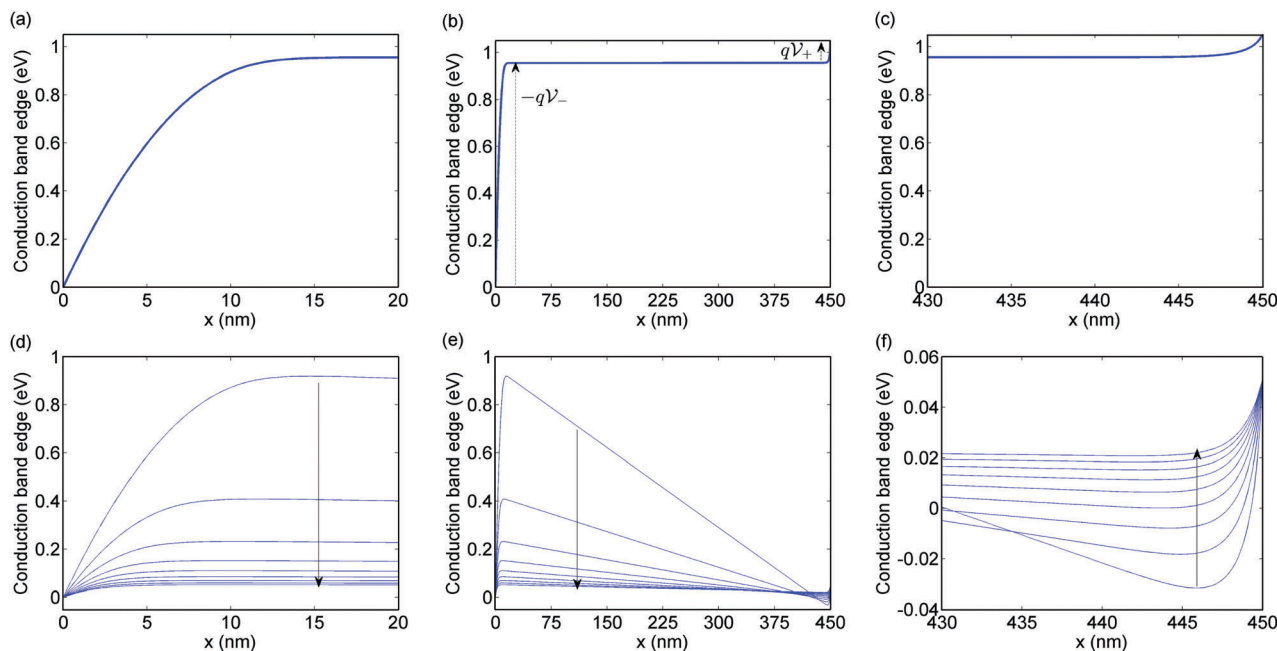 (a)
Conduction band edge (eV)
1
0.8
0.6
0.4
0.2
0
0 5 10 15 20
x (nm)
(b)
Conduction band edge (eV)
1
0.8
0.6
0.4
0.2
0
qV₊
−qV₋
0 75 150 225 300 375 450
x (nm)
(c)
Conduction band edge (eV)
1
0.8
0.6
0.4
0.2
0
430 435 440 445 450
x (nm)
(d)
Conduction band edge (eV)
1
0.8
0.6
0.4
0.2
0
0 5 10 15 20
x (nm)
(e)
Conduction band edge (eV)
1
0.8
0.6
0.4
0.2
0
0 75 150 225 300 375 450
x (nm)
(f)
Conduction band edge (eV)
0.06
0.04
0.02
0
-0.02
-0.04
430 435 440 445 450
x (nm)